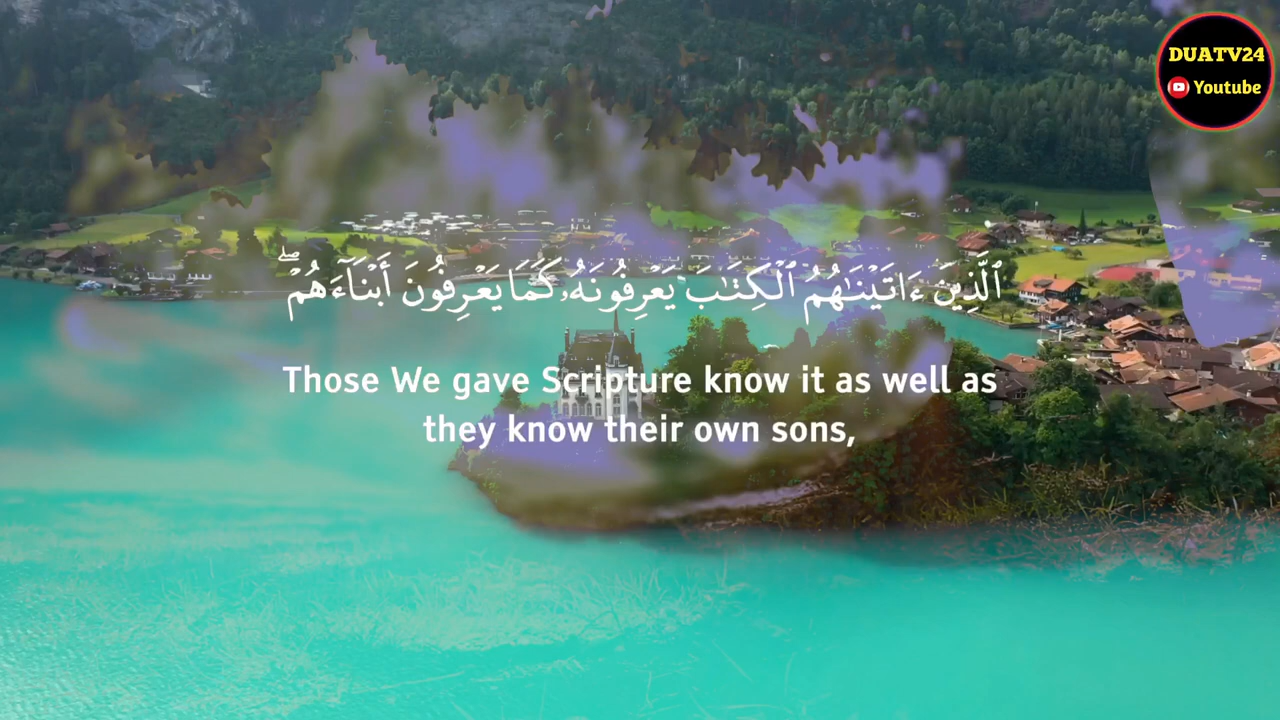 DUATV24
Youtube
ٱلَّذِينَ ءَاتَيْنَـٰهُمُ ٱلْكِتَـٰبَ يَعْرِفُونَهُۥ كَمَا يَعْرِفُونَ أَبْنَآءَهُمْ ۖ
Those We gave Scripture know it as well as
they know their own sons,